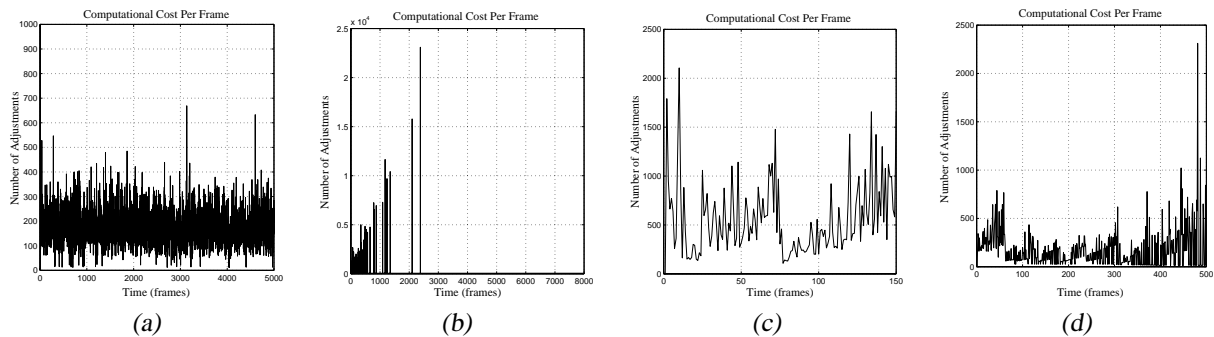 Computational Cost Per Frame
1000
900
800
700
600
500
400
300
200
100
0
0 1000 2000 3000 4000 5000
Number of Adjustments
Time (frames)
(a)
Computational Cost Per Frame
x 10⁴
2.5
2
1.5
1
0.5
0
0 1000 2000 3000 4000 5000 6000 7000 8000
Number of Adjustments
Time (frames)
(b)
Computational Cost Per Frame
2500
2000
1500
1000
500
0
0 50 100 150
Number of Adjustments
Time (frames)
(c)
Computational Cost Per Frame
2500
2000
1500
1000
500
0
0 100 200 300 400 500
Number of Adjustments
Time (frames)
(d)